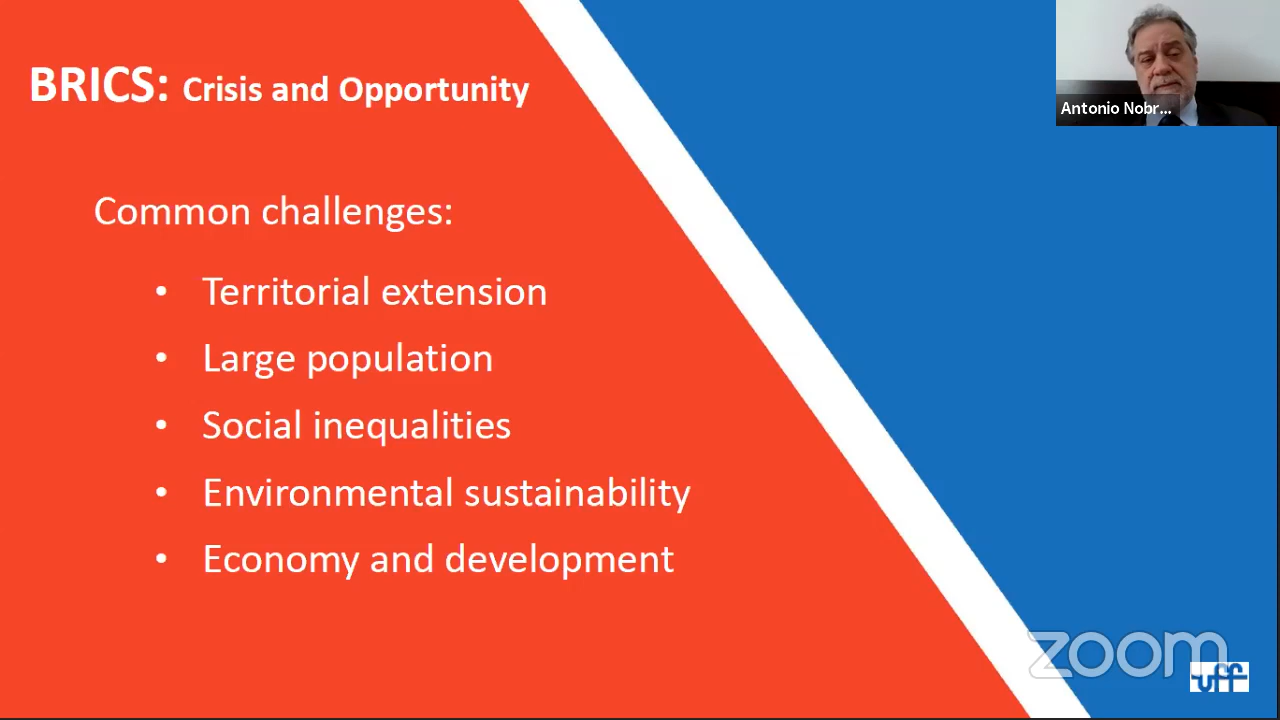 BRICS: Crisis and Opportunity
Antonio Nobr...
Common challenges:
• Territorial extension
• Large population
• Social inequalities
• Environmental sustainability
• Economy and development
zoom
uff